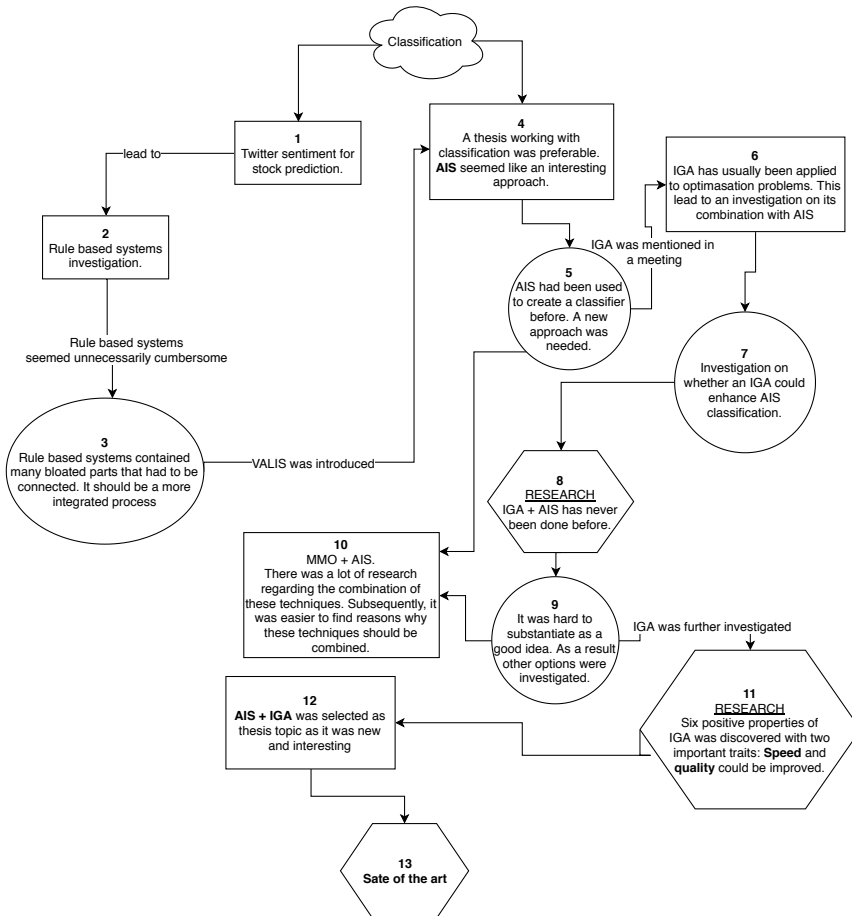 Classification
1
Twitter sentiment for
stock prediction.
lead to
2
Rule based systems
investigation.
Rule based systems
seemed unnecessarily cumbersome
3
Rule based systems contained
many bloated parts that had to be
connected. It should be a more
integrated process
VALIS was introduced
4
A thesis working with
classification was preferable.
AIS seemed like an interesting
approach.
5
AIS had been used
to create a classifier
before. A new
approach was
needed.
IGA was mentioned in
a meeting
6
IGA has usually been applied
to optimasation problems. This
lead to an investigation on its
combination with AIS
7
Investigation on
whether an IGA could
enhance AIS
classification.
8
RESEARCH
IGA + AIS has never
been done before.
9
It was hard to
substantiate as a
good idea. As a result
other options were
investigated.
IGA was further investigated
10
MMO + AIS.
There was a lot of research
regarding the combination of
these techniques. Subsequently, it
was easier to find reasons why
these techniques should be
combined.
11
RESEARCH
Six positive properties of
IGA was discovered with two
important traits: Speed and
quality could be improved.
12
AIS + IGA was selected as
thesis topic as it was new
and interesting
13
Sate of the art